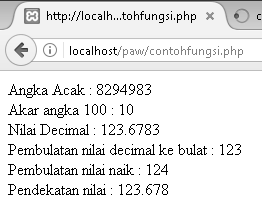 http://localh...tohfungsi.php
localhost/paw/contohfungsi.php
Angka Acak : 8294983
Akar angka 100 : 10
Nilai Decimal : 123.6783
Pembulatan nilai decimal ke bulat : 123
Pembulatan nilai naik : 124
Pendekatan nilai : 123.678